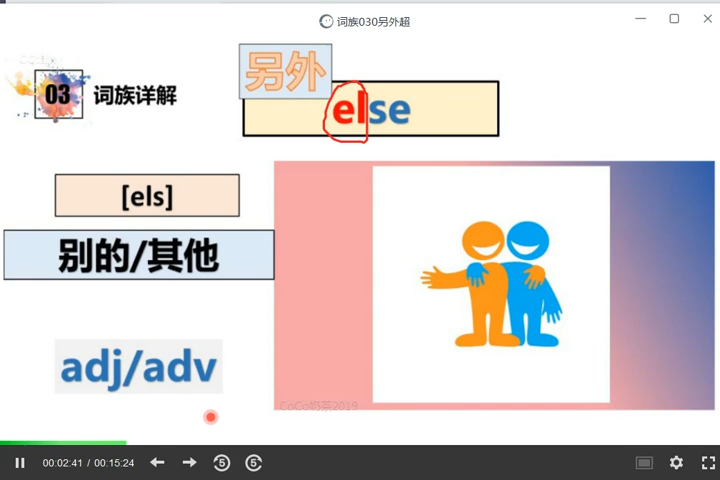 词族030另外超
03
词族详解
另外
else
[els]
别的/其他
adj/adv
CoCo奶茶2019
00:02:41 / 00:15:24
5
5